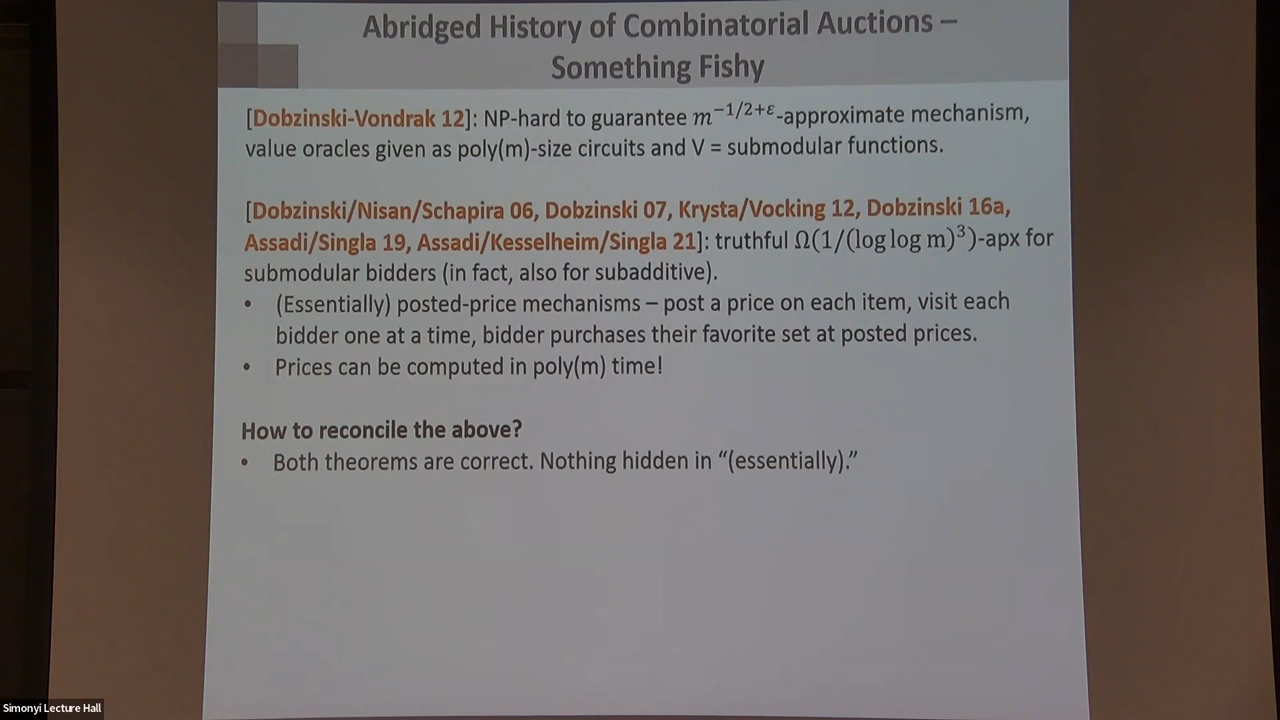 Abridged History of Combinatorial Auctions –
Something Fishy
[Dobzinski-Vondrak 12]: NP-hard to guarantee m^{-1/2+ε}-approximate mechanism,
value oracles given as poly(m)-size circuits and V = submodular functions.
[Dobzinski/Nisan/Schapira 06, Dobzinski 07, Krysta/Vocking 12, Dobzinski 16a,
Assadi/Singla 19, Assadi/Kesselheim/Singla 21]: truthful Ω(1/(log log m)^3)-apx for
submodular bidders (in fact, also for subadditive).
• (Essentially) posted-price mechanisms – post a price on each item, visit each
bidder one at a time, bidder purchases their favorite set at posted prices.
• Prices can be computed in poly(m) time!
How to reconcile the above?
• Both theorems are correct. Nothing hidden in “(essentially).”
Simonyi Lecture Hall